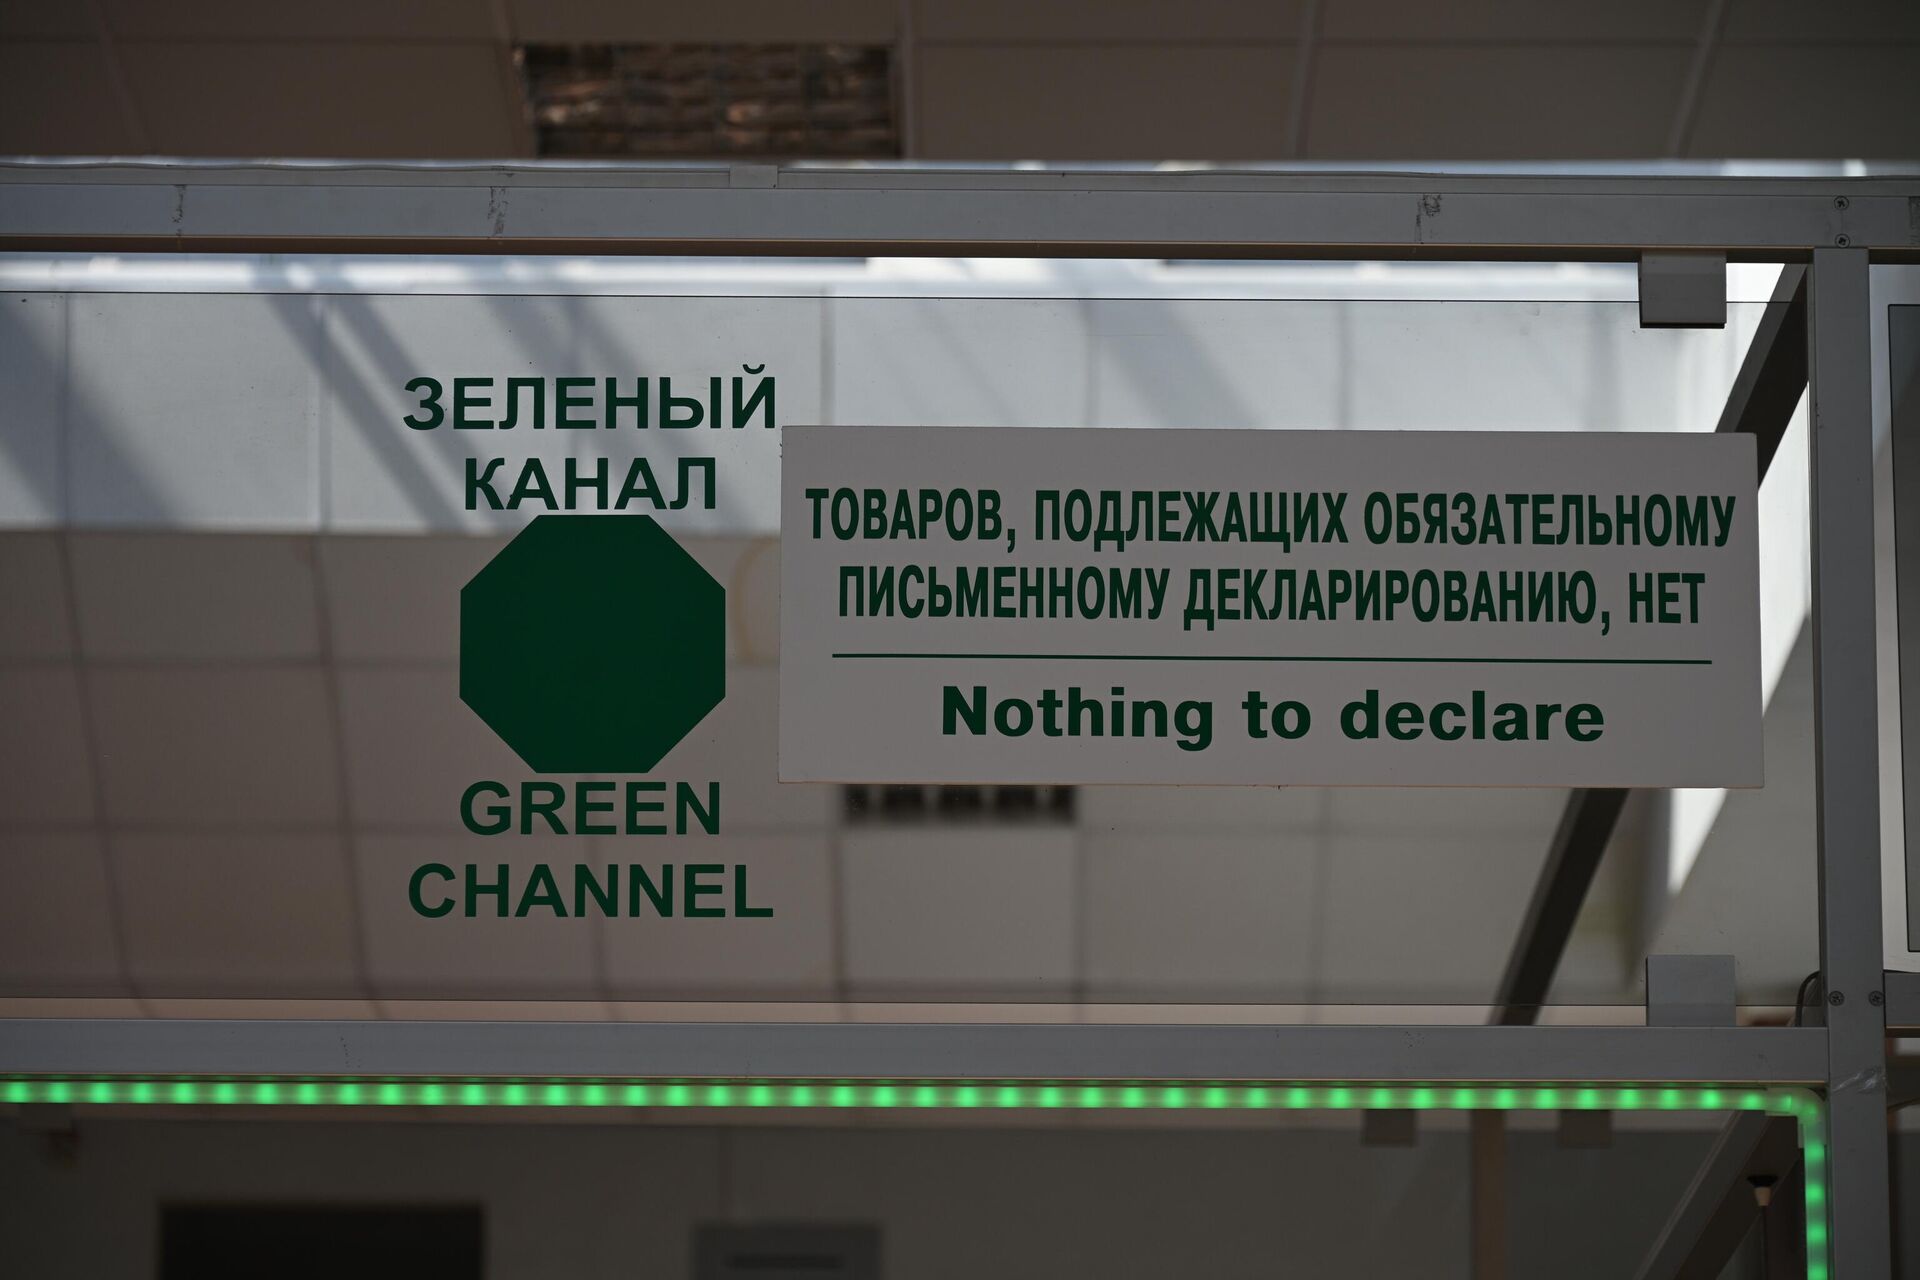 ЗЕЛЕНЫЙ
КАНАЛ
GREEN
CHANNEL
ТОВАРОВ, ПОДЛЕЖАЩИХ ОБЯЗАТЕЛЬНОМУ
ПИСЬМЕННОМУ ДЕКЛАРИРОВАНИЮ, НЕТ
Nothing to declare